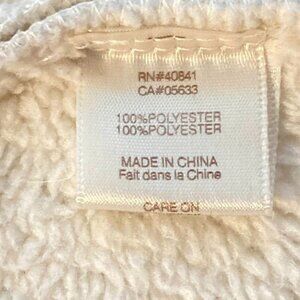 RN#40841
CA#05633
100%POLYESTER
100%POLYESTER
MADE IN CHINA
Fait dans la Chine
CARE ON